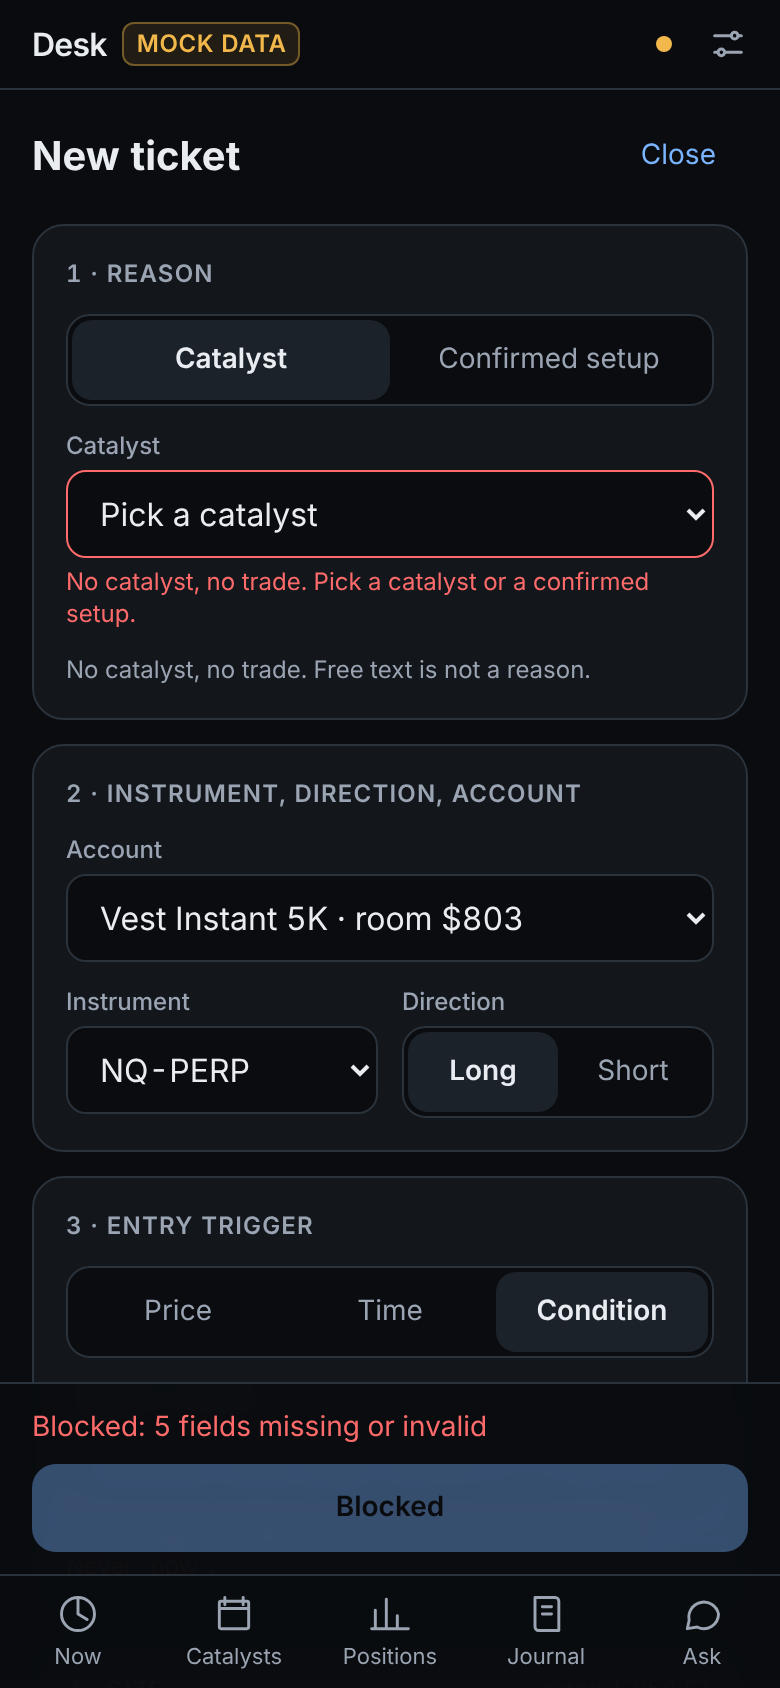 Desk
MOCK DATA
New ticket
Close
1 · REASON
Catalyst
Confirmed setup
Catalyst
Pick a catalyst
No catalyst, no trade. Pick a catalyst or a confirmed
setup.
No catalyst, no trade. Free text is not a reason.
2 · INSTRUMENT, DIRECTION, ACCOUNT
Account
Vest Instant 5K · room $803
Instrument
Direction
NQ-PERP
Long
Short
3 · ENTRY TRIGGER
Price
Time
Condition
Blocked: 5 fields missing or invalid
Blocked
Now
Catalysts
Positions
Journal
Ask